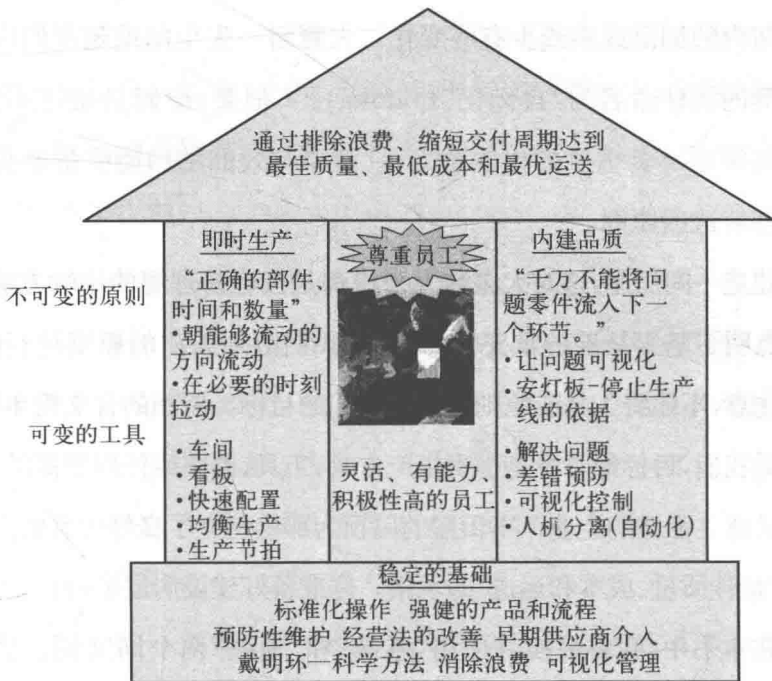 通过排除浪费、缩短交付周期达到
最佳质量、最低成本和最优运送
即时生产
“正确的部件、
时间和数量”
·朝能够流动的
方向流动
·在必要的时刻
拉动
·车间
·看板
·快速配置
·均衡生产
·生产节拍
尊重员工
灵活、有能力、
积极性高的员工
内建品质
“千万不能将问
题零件流入下一
个环节…”
·让问题可视化
·安灯板–停止生产
线的依据
·解决问题
·差错预防
·可视化控制
·人机分离(自动化)
不可变的原则
可变的工具
稳定的基础
标准化操作 强健的产品和流程
预防性维护 经营法的改善 早期供应商介入
戴明环—科学方法 消除浪费 可视化管理